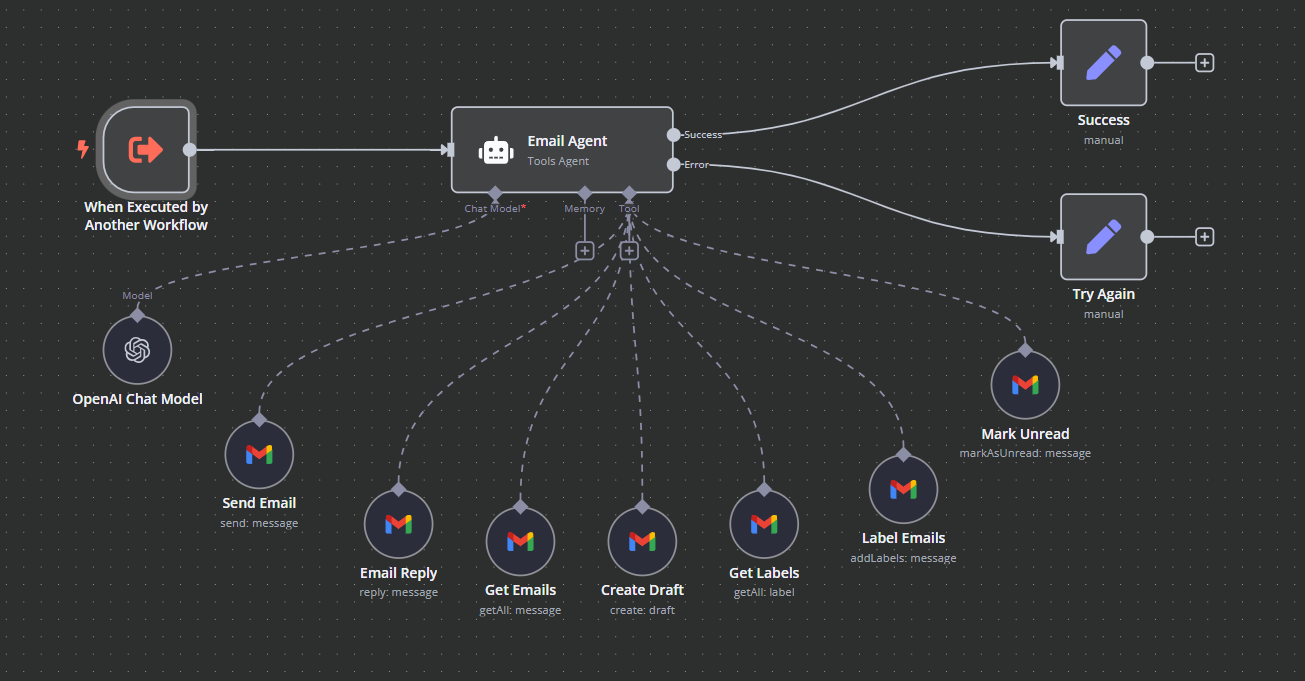 Success
manual
Email Agent
Tools Agent
Success
Error
When Executed by
Another Workflow
Chat Model*
Memory
Tool
Try Again
manual
Model
OpenAI Chat Model
Send Email
send: message
Email Reply
reply: message
Get Emails
getAll: message
Create Draft
create: draft
Get Labels
getAll: label
Label Emails
addLabels: message
Mark Unread
markAsUnread: message